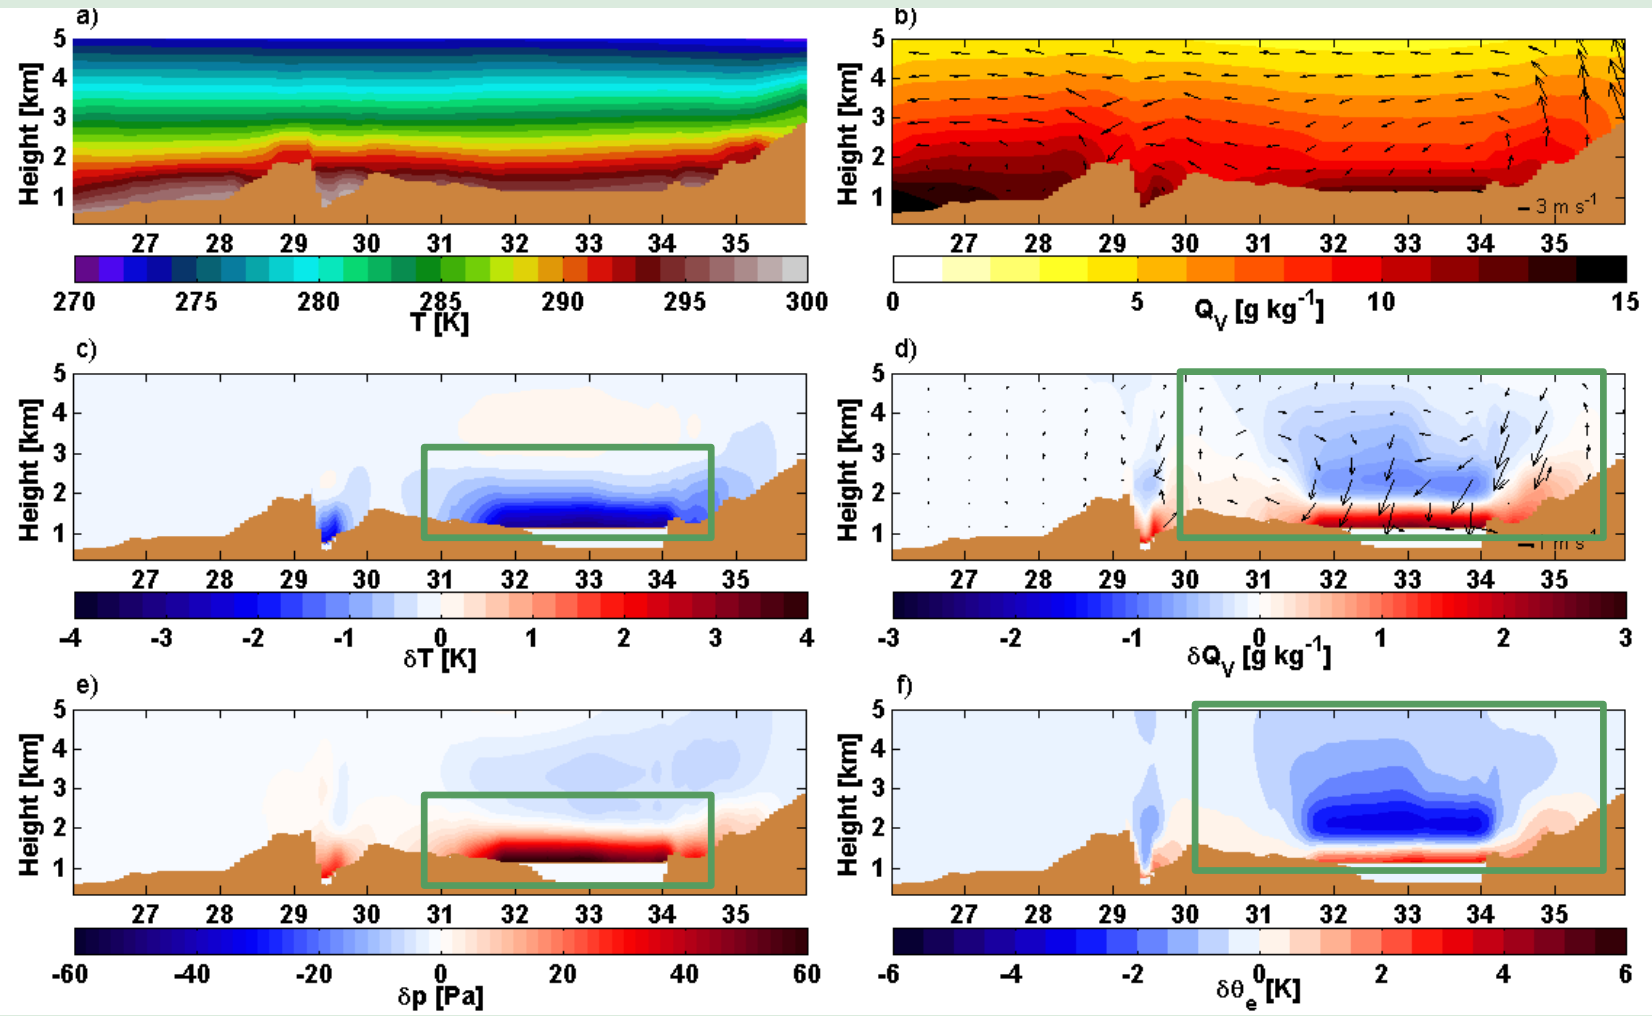 a)
b)
5
4
3
2
1
Height [km]
27 28 29 30 31 32 33 34 35
270 275 280 285 290 295 300
T [K]
5
4
3
2
1
Height [km]
3 m s⁻¹
27 28 29 30 31 32 33 34 35
0 5 10 15
Q_V [g kg⁻¹]
c)
d)
5
4
3
2
1
Height [km]
27 28 29 30 31 32 33 34 35
-4 -3 -2 -1 0 1 2 3 4
δT [K]
5
4
3
2
1
Height [km]
1 m s
27 28 29 30 31 32 33 34 35
-3 -2 -1 0 1 2 3
δQ_V [g kg⁻¹]
e)
f)
5
4
3
2
1
Height [km]
27 28 29 30 31 32 33 34 35
-60 -40 -20 0 20 40 60
δp [Pa]
5
4
3
2
1
Height [km]
27 28 29 30 31 32 33 34 35
-6 -4 -2 0 2 4 6
δθ_e [K]